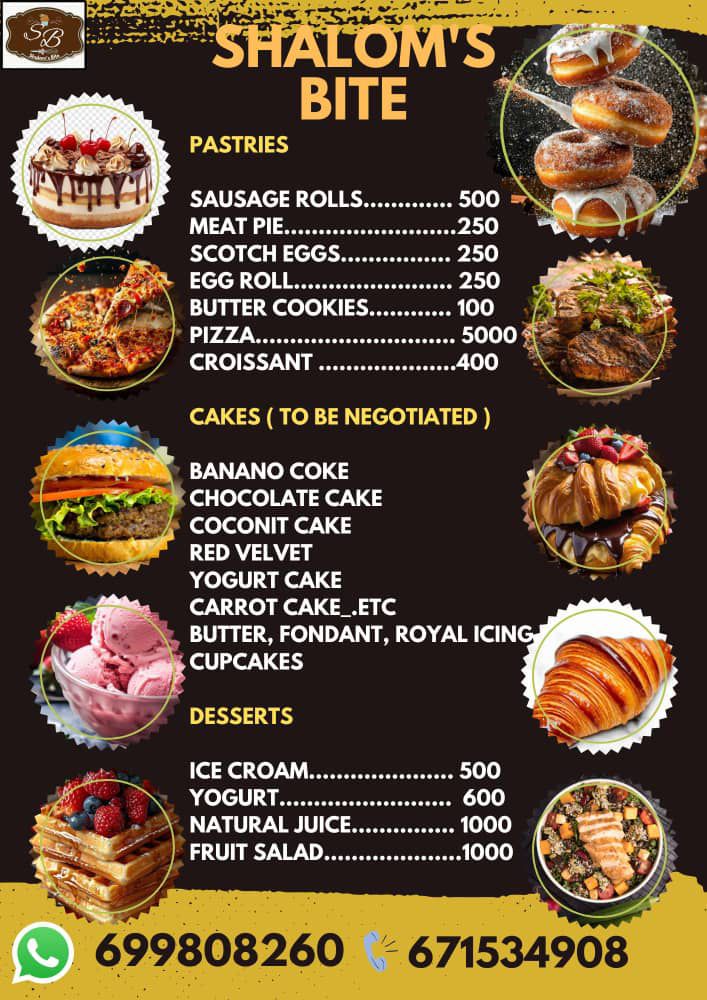 SB
Shalom's Bite
SHALOM'S
BITE
PASTRIES
SAUSAGE ROLLS............. 500
MEAT PIE.........................250
SCOTCH EGGS................ 250
EGG ROLL....................... 250
BUTTER COOKIES............ 100
PIZZA............................. 5000
CROISSANT ....................400
CAKES ( TO BE NEGOTIATED )
BANANO COKE
CHOCOLATE CAKE
COCONIT CAKE
RED VELVET
YOGURT CAKE
CARROT CAKE_.ETC
BUTTER, FONDANT, ROYAL ICING
CUPCAKES
DESSERTS
ICE CROAM..................... 500
YOGURT......................... 600
NATURAL JUICE............... 1000
FRUIT SALAD....................1000
699808260 671534908